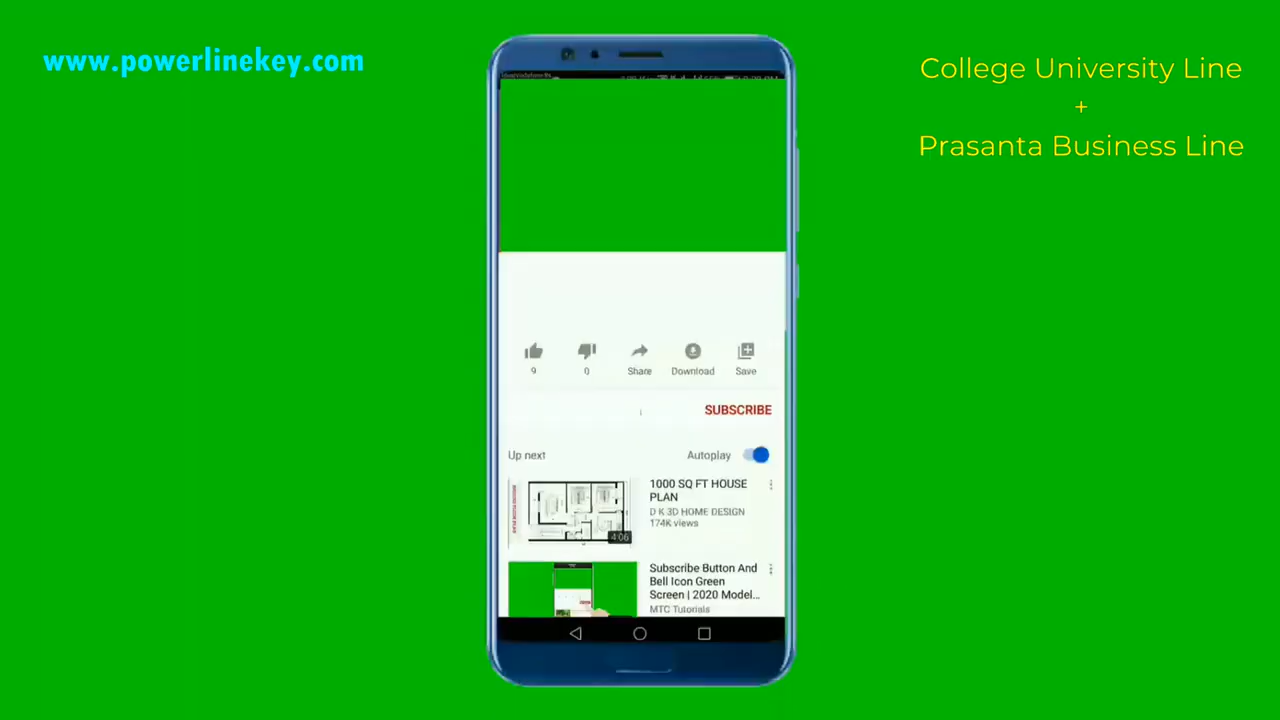 www.powerlinekey.com
College University Line
+
Prasanta Business Line
9
0
Share
Download
Save
SUBSCRIBE
Up next
Autoplay
4:06
1000 SQ FT HOUSE
PLAN
D K 3D HOME DESIGN
174K views
Subscribe Button And
Bell Icon Green
Screen | 2020 Model...
MTC Tutorials